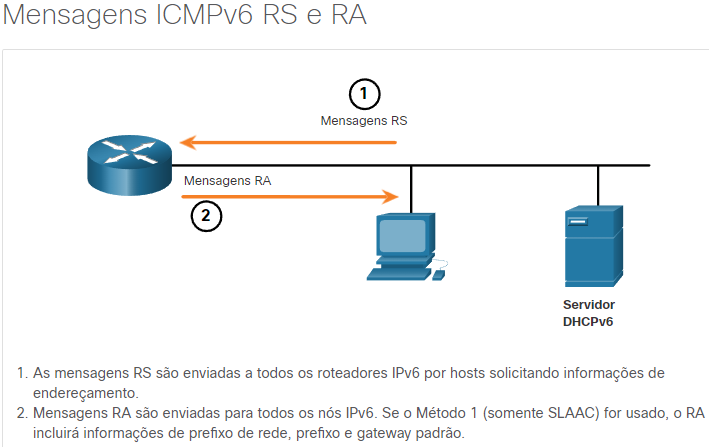 Mensagens ICMPv6 RS e RA
1
Mensagens RS
Mensagens RA
2
Servidor
DHCPv6
1. As mensagens RS são enviadas a todos os roteadores IPv6 por hosts solicitando informações de
endereçamento.
2. Mensagens RA são enviadas para todos os nós IPv6. Se o Método 1 (somente SLAAC) for usado, o RA
incluirá informações de prefixo de rede, prefixo e gateway padrão.